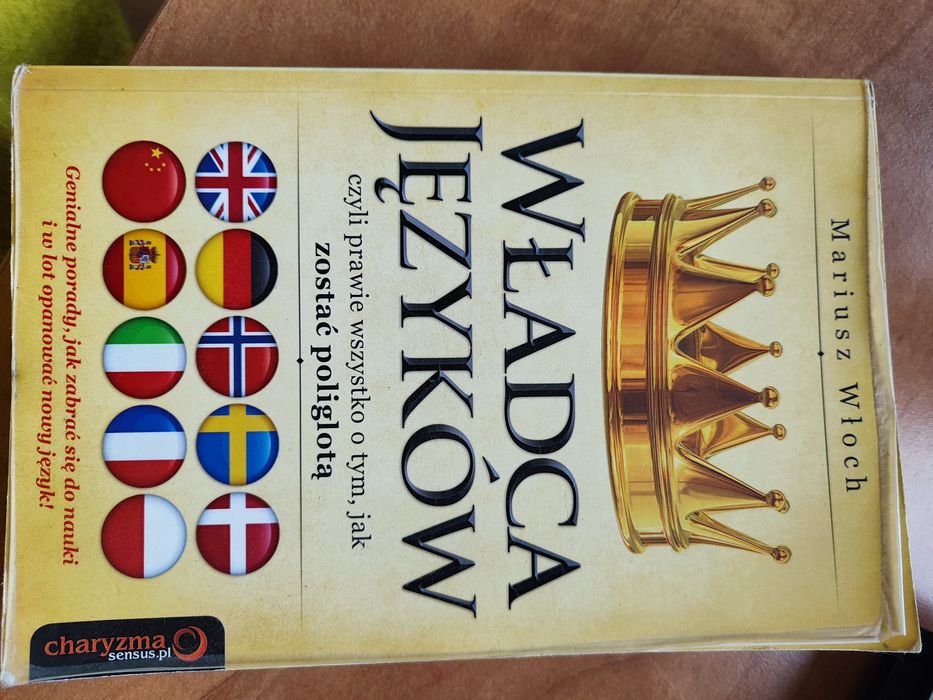 Mariusz Włoch
WŁADCA
JĘZYKÓW
czyli prawie wszystko o tym, jak
zostać poliglotą
Genialne porady, jak zabrać się do nauki
i w lot opanować nowy język!
charyzma
sensus.pl